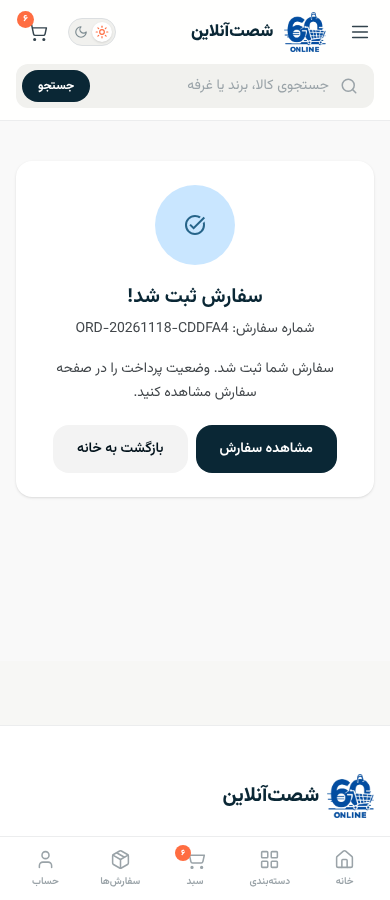 60
ONLINE
شصت‌آنلاین
۶
جستجوی کالا، برند یا غرفه
جستجو
سفارش ثبت شد!
شماره سفارش: ORD-20261118-CDDFA4
سفارش شما ثبت شد. وضعیت پرداخت را در صفحه
سفارش مشاهده کنید.
مشاهده سفارش
بازگشت به خانه
60
ONLINE
شصت‌آنلاین
خانه
دسته‌بندی
۶
سبد
سفارش‌ها
حساب